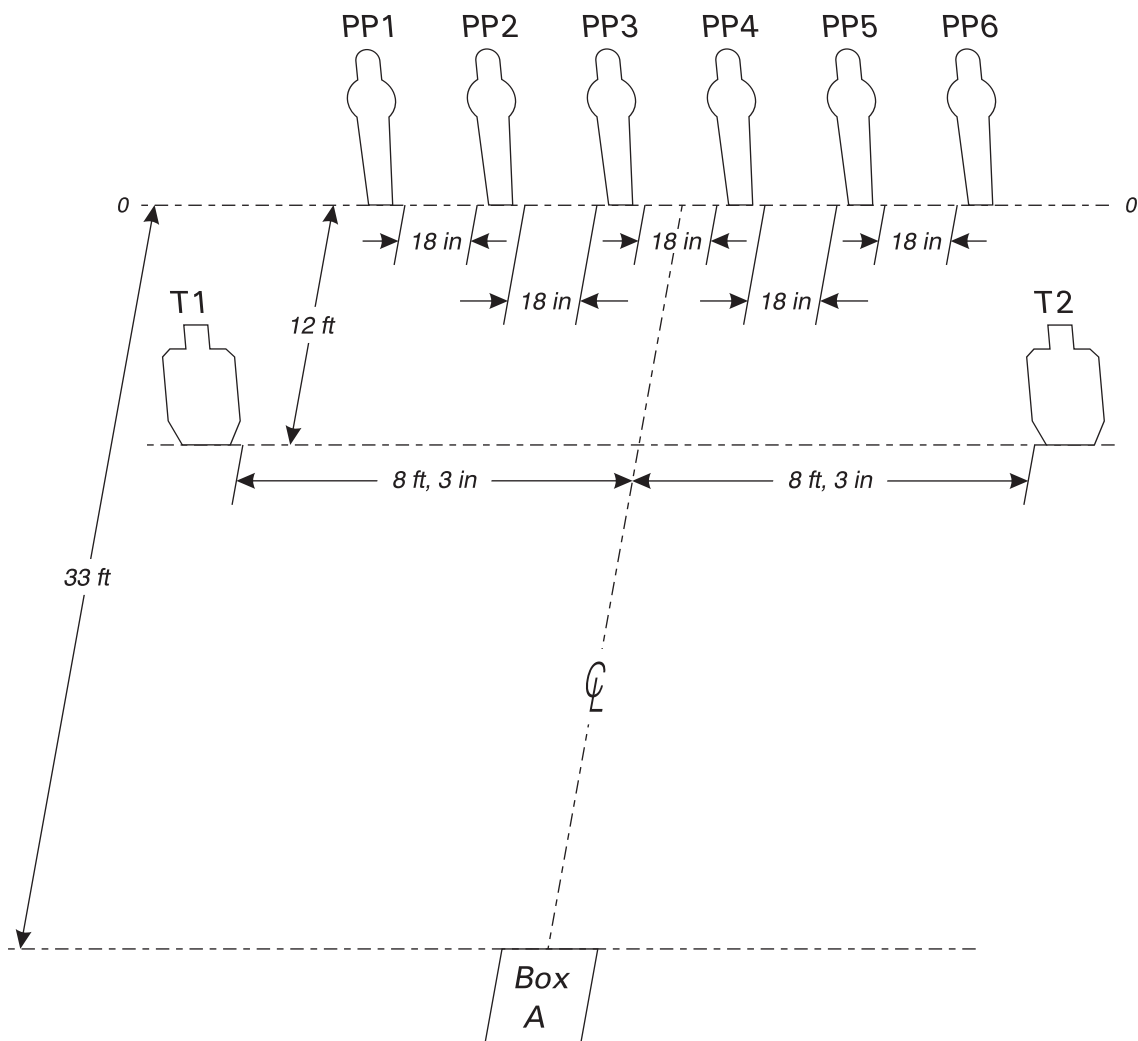 PP1 PP2 PP3 PP4 PP5 PP6
0 0
18 in 18 in 18 in
18 in 18 in
T1 T2
12 ft
8 ft, 3 in 8 ft, 3 in
33 ft
℄
Box
A